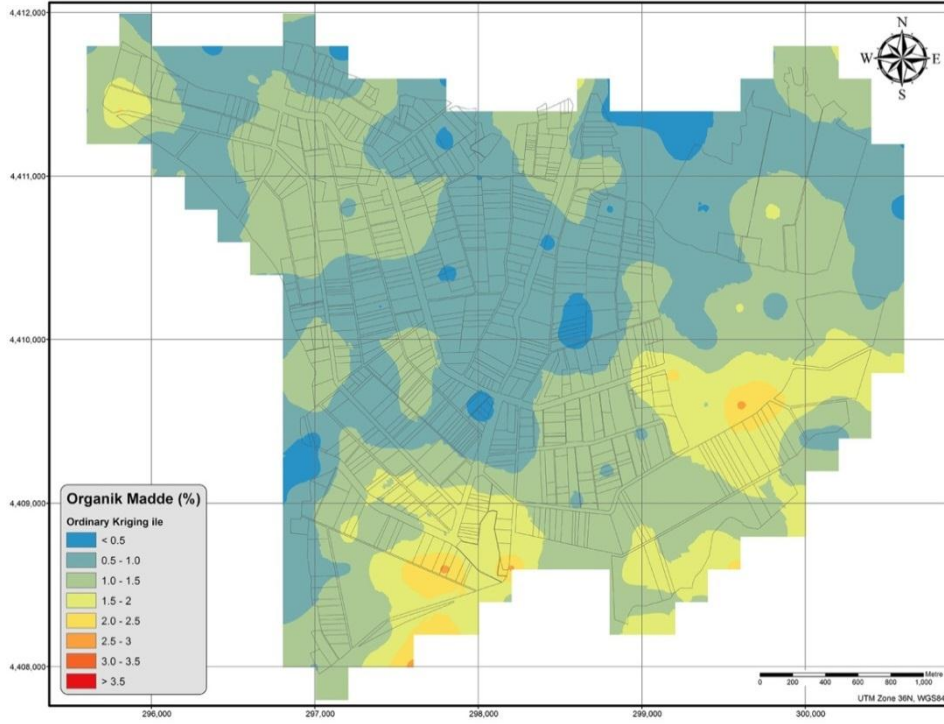 4,412,000
N
W E
S
4,411,000
4,410,000
4,409,000
4,408,000
Organik Madde (%)
Ordinary Kriging ile
< 0.5
0.5 - 1.0
1.0 - 1.5
1.5 - 2
2.0 - 2.5
2.5 - 3
3.0 - 3.5
> 3.5
Metre
0 200 400 600 800 1,000
UTM Zone 36N, WGS84
296,000 297,000 298,000 299,000 300,000